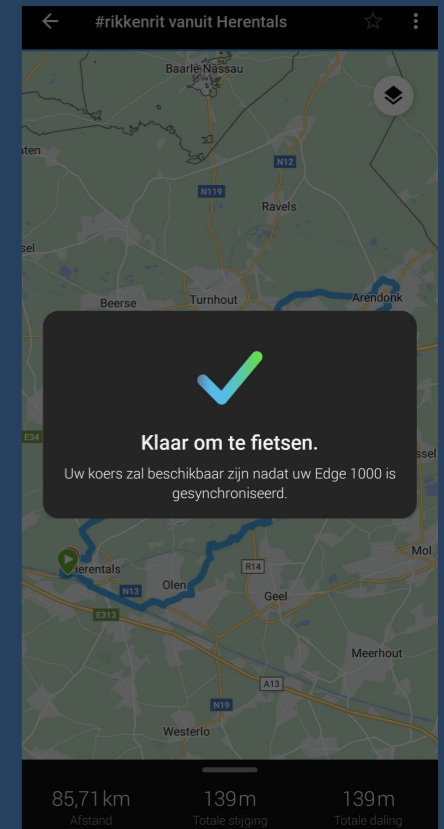 #rikkenrit vanuit Herentals
Baarle-Nassau
N12
N119
Ravels
Beerse
Turnhout
Arendonk
E34
Klaar om te fietsen.
Uw koers zal beschikbaar zijn nadat uw Edge 1000 is
gesynchroniseerd.
Mol
Herentals
R14
Olen
N13
Geel
E313
Meerhout
A13
N19
Westerlo
85,71 km
139 m
139 m
Afstand
Totale stijging
Totale daling